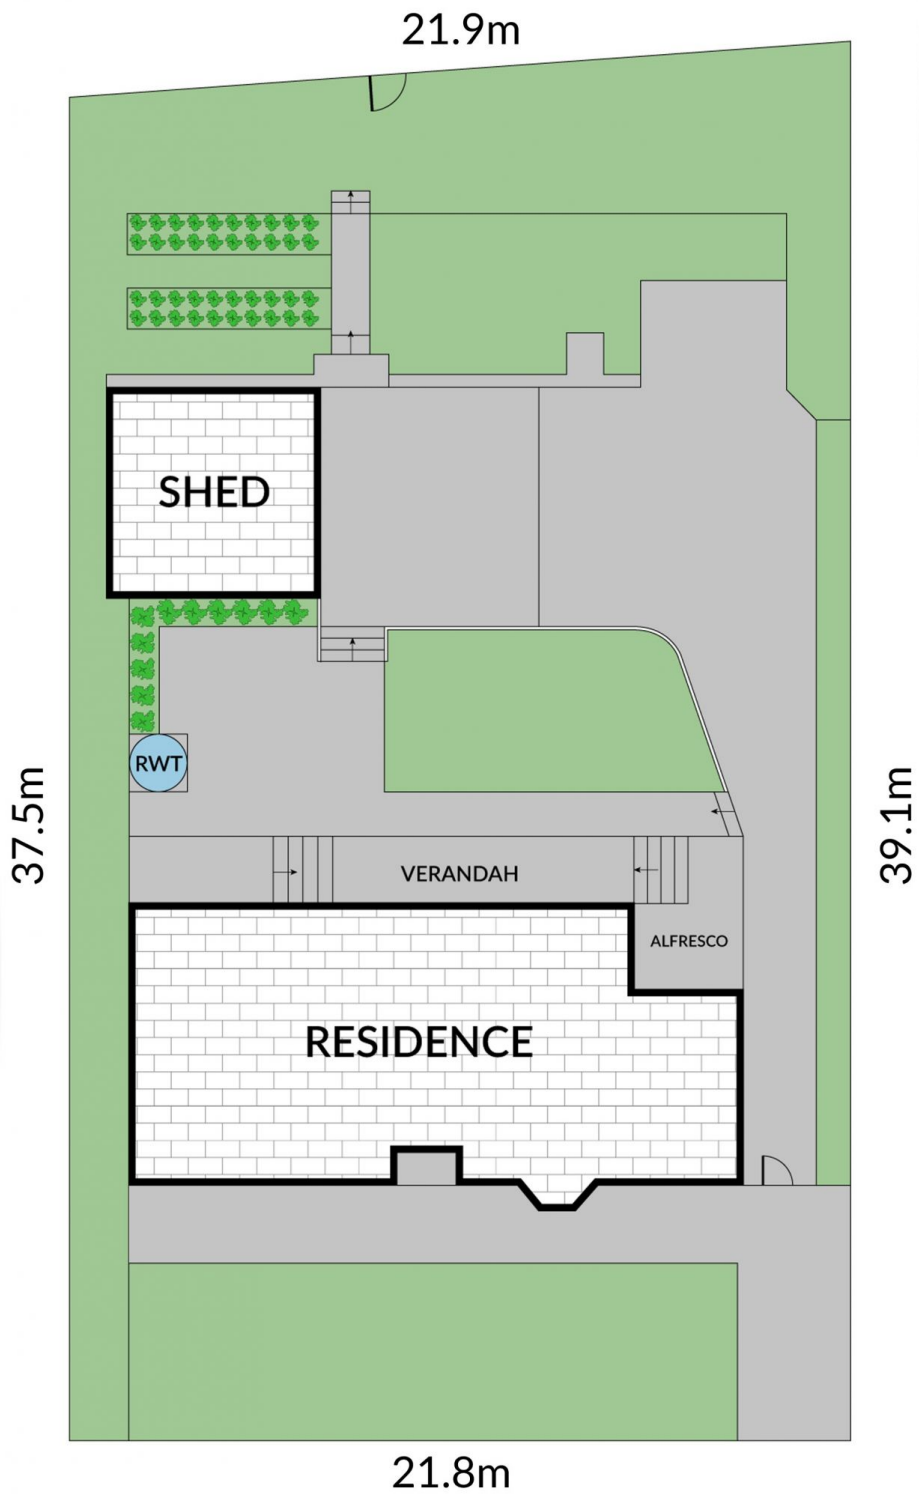 21.9m
SHED
RWT
37.5m
39.1m
VERANDAH
ALFRESCO
RESIDENCE
21.8m